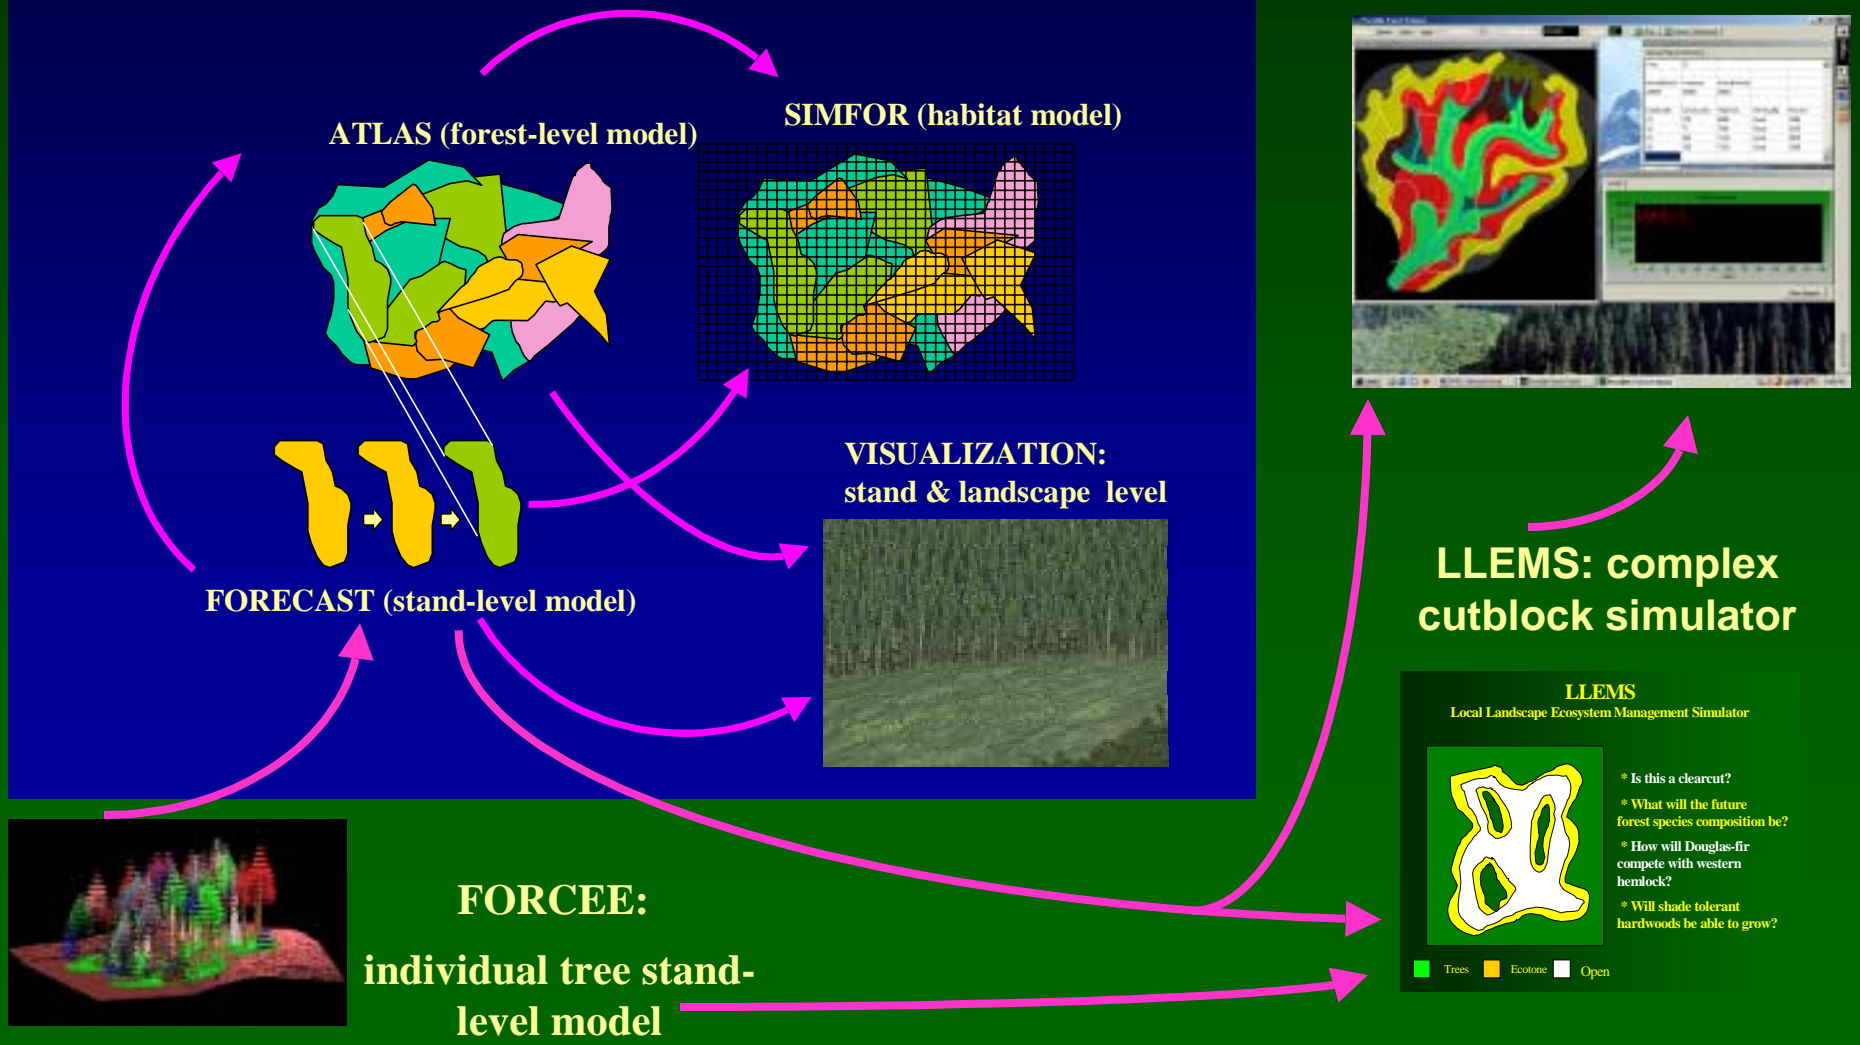 ATLAS (forest-level model)
SIMFOR (habitat model)
VISUALIZATION:
stand & landscape level
FORECAST (stand-level model)
LLEMS: complex
cutblock simulator
LLEMS
Local Landscape Ecosystem Management Simulator
* Is this a clearcut?
* What will the future
forest species composition be?
* How will Douglas-fir
compete with western
hemlock?
* Will shade tolerant
hardwoods be able to grow?
Trees Ecotone Open
FORCEE:
individual tree stand-
level model